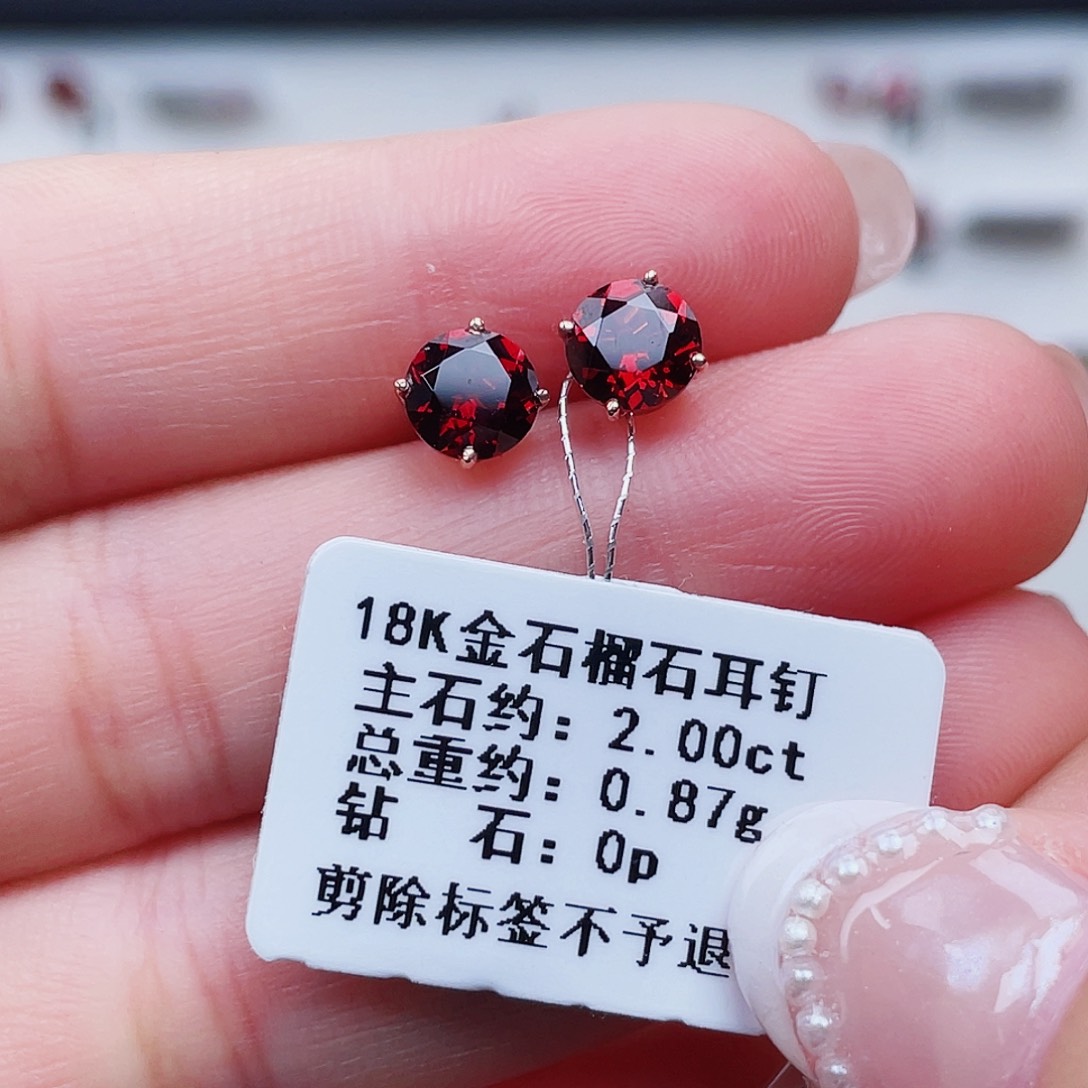 18K金石榴石耳钉
主石约：2.00ct
总重约：0.87g
钻 石：0p
剪除标签不予退